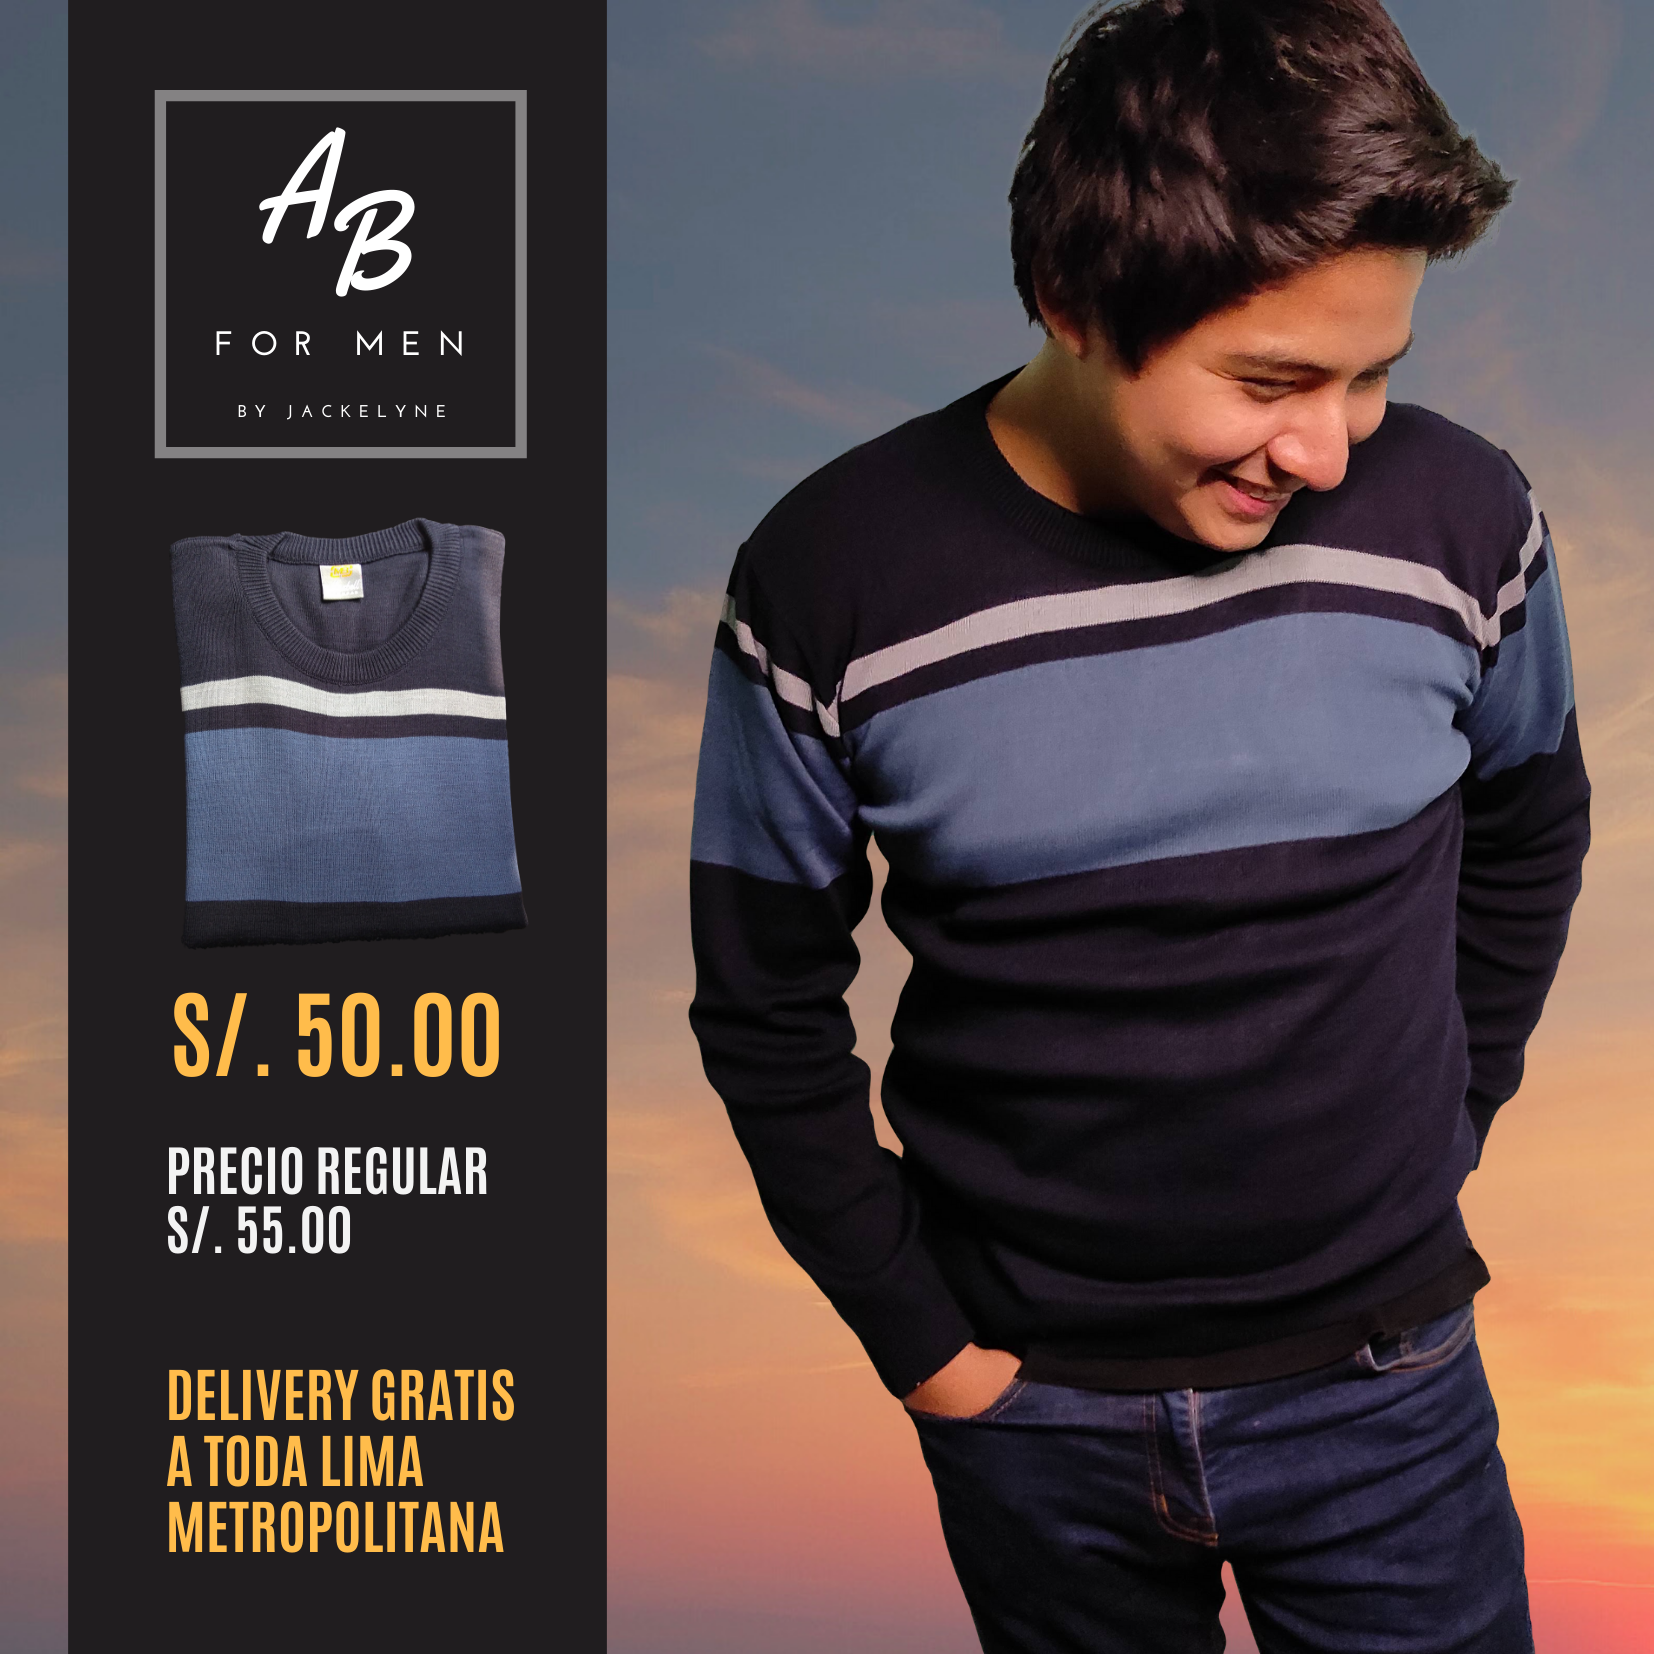 AB
FOR MEN
BY JACKELYNE
S/. 50.00
PRECIO REGULAR
S/. 55.00
DELIVERY GRATIS
A TODA LIMA
METROPOLITANA